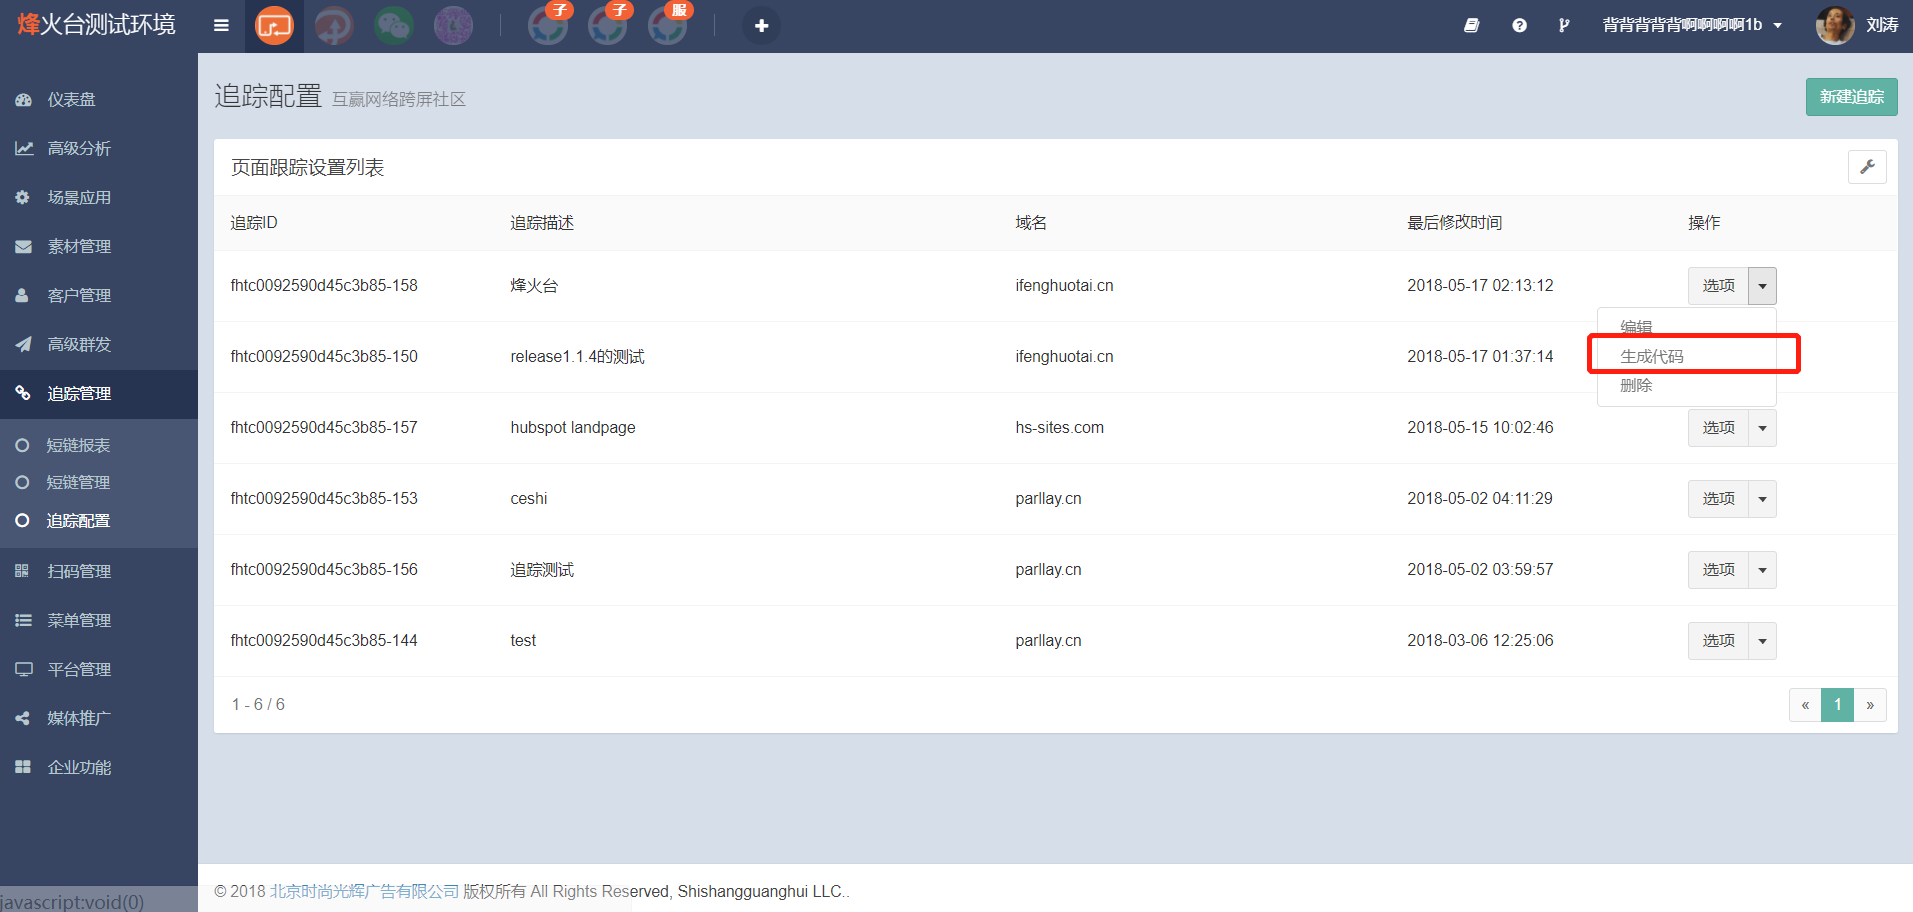 烽火台测试环境
子
子
服
背背背背背啊啊啊啊1b
刘涛
仪表盘
高级分析
场景应用
素材管理
客户管理
高级群发
追踪管理
短链报表
短链管理
追踪配置
扫码管理
菜单管理
平台管理
媒体推广
企业功能
追踪配置 互赢网络跨屏社区
新建追踪
页面跟踪设置列表
追踪ID 追踪描述 域名 最后修改时间 操作
fhtc0092590d45c3b85-158 烽火台 ifenghuotai.cn 2018-05-17 02:13:12 选项
编辑
生成代码
删除
fhtc0092590d45c3b85-150 release1.1.4的测试 ifenghuotai.cn 2018-05-17 01:37:14
fhtc0092590d45c3b85-157 hubspot landpage hs-sites.com 2018-05-15 10:02:46 选项
fhtc0092590d45c3b85-153 ceshi parllay.cn 2018-05-02 04:11:29 选项
fhtc0092590d45c3b85-156 追踪测试 parllay.cn 2018-05-02 03:59:57 选项
fhtc0092590d45c3b85-144 test parllay.cn 2018-03-06 12:25:06 选项
1 - 6 / 6
« 1 »
© 2018 北京时尚光辉广告有限公司 版权所有 All Rights Reserved, Shishangguanghui LLC..
javascript:void(0)